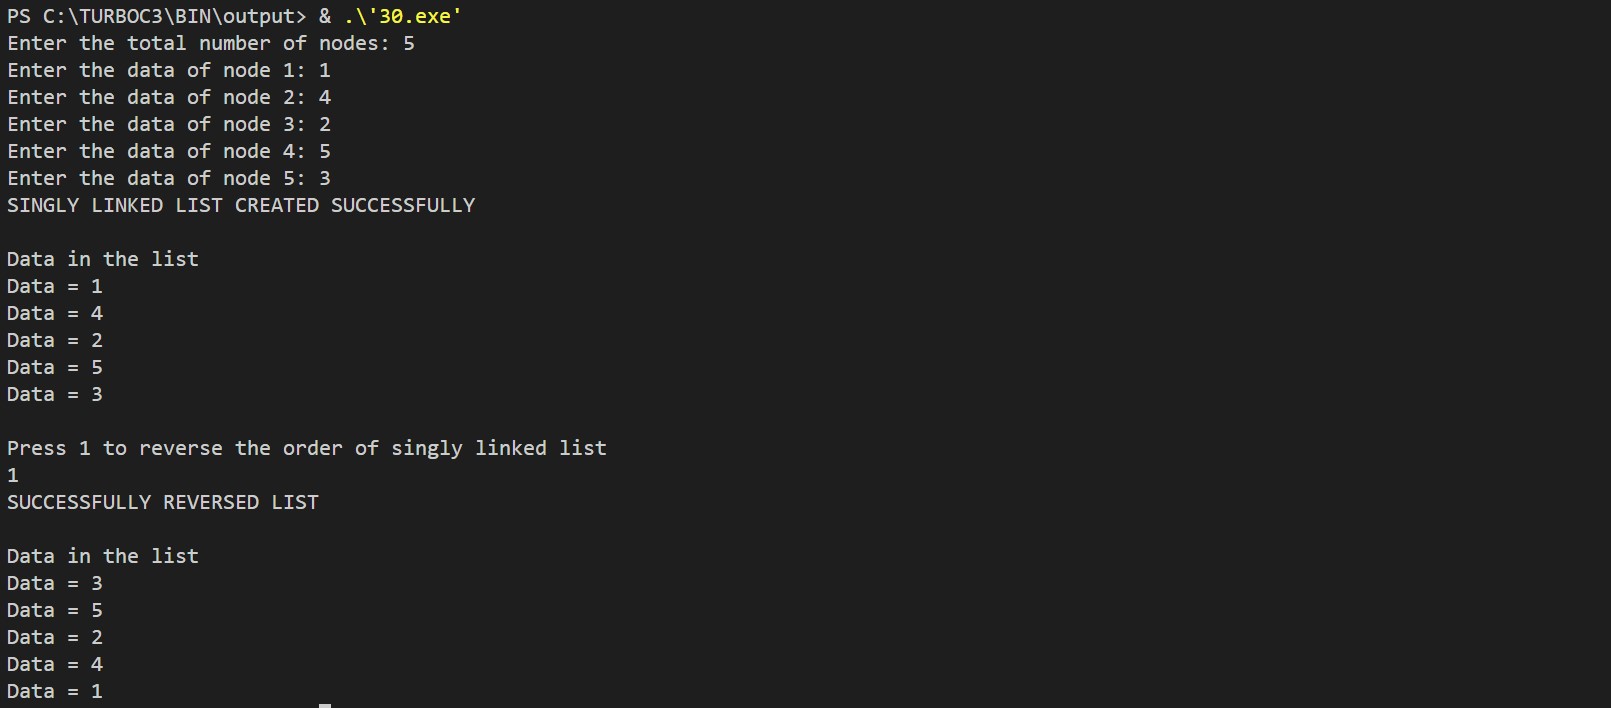 PS C:\TURBOC3\BIN\output> & .\'30.exe'
Enter the total number of nodes: 5
Enter the data of node 1: 1
Enter the data of node 2: 4
Enter the data of node 3: 2
Enter the data of node 4: 5
Enter the data of node 5: 3
SINGLY LINKED LIST CREATED SUCCESSFULLY
Data in the list
Data = 1
Data = 4
Data = 2
Data = 5
Data = 3
Press 1 to reverse the order of singly linked list
1
SUCCESSFULLY REVERSED LIST
Data in the list
Data = 3
Data = 5
Data = 2
Data = 4
Data = 1